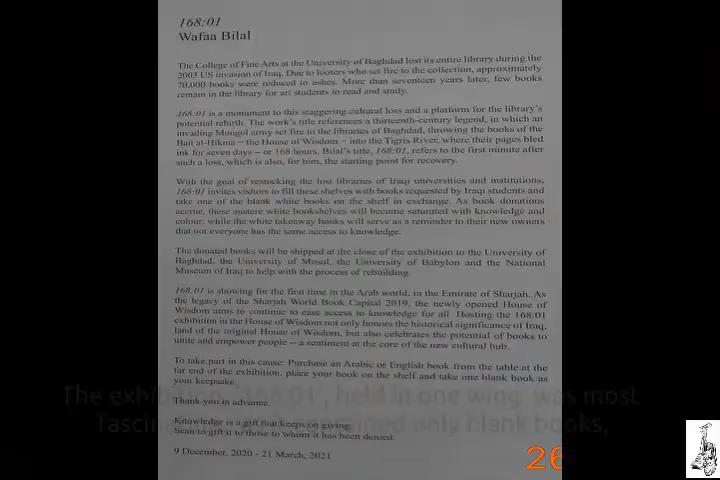 168:01
Wafaa Bilal
The College of Fine Arts at the University of Baghdad lost its entire library during the
2003 US invasion of Iraq. Due to looters who set fire to the collection, approximately
70,000 books were reduced to ashes. More than seventeen years later, few books
remain in the library for art students to read and study.
168:01 is a monument to this staggering cultural loss and a platform for the library's
potential rebirth. The work's title references a thirteenth-century legend, in which an
invading Mongol army set fire to the libraries of Baghdad, throwing the books of the
Bait al-Hikma – the House of Wisdom – into the Tigris River, where their pages bled
ink for seven days – or 168 hours. Bilal's title, 168:01, refers to the first minute after
such a loss, which is also, for him, the starting point for recovery.
With the goal of restocking the lost libraries of Iraqi universities and institutions,
168:01 invites visitors to fill these shelves with books requested by Iraqi students and
take one of the blank white books on the shelf in exchange. As book donations
accrue, these austere white bookshelves will become saturated with knowledge and
colour; while the white takeaway books will serve as a reminder to their new owners
that not everyone has the same access to knowledge.
The donated books will be shipped at the close of the exhibition to the University of
Baghdad, the University of Mosul, the University of Babylon and the National
Museum of Iraq to help with the process of rebuilding.
168:01 is showing for the first time in the Arab world, in the Emirate of Sharjah. As
the legacy of the Sharjah World Book Capital 2019, the newly opened House of
Wisdom aims to continue to ease access to knowledge for all. Hosting the 168:01
exhibition in the House of Wisdom not only honors the historical significance of Iraq,
land of the original House of Wisdom, but also celebrates the potential of books to
unite and empower people – a sentiment at the core of the new cultural hub.
To take part in this cause: Purchase an Arabic or English book from the table at the
far end of the exhibition, place your book on the shelf and take one blank book as
your keepsake.
Thank you in advance.
Knowledge is a gift that keeps on giving.
Scan to gift it to those to whom it has been denied.
9 December, 2020 - 21 March, 2021
The exhibition '168:01', held in one wing was most
only blank books,
26